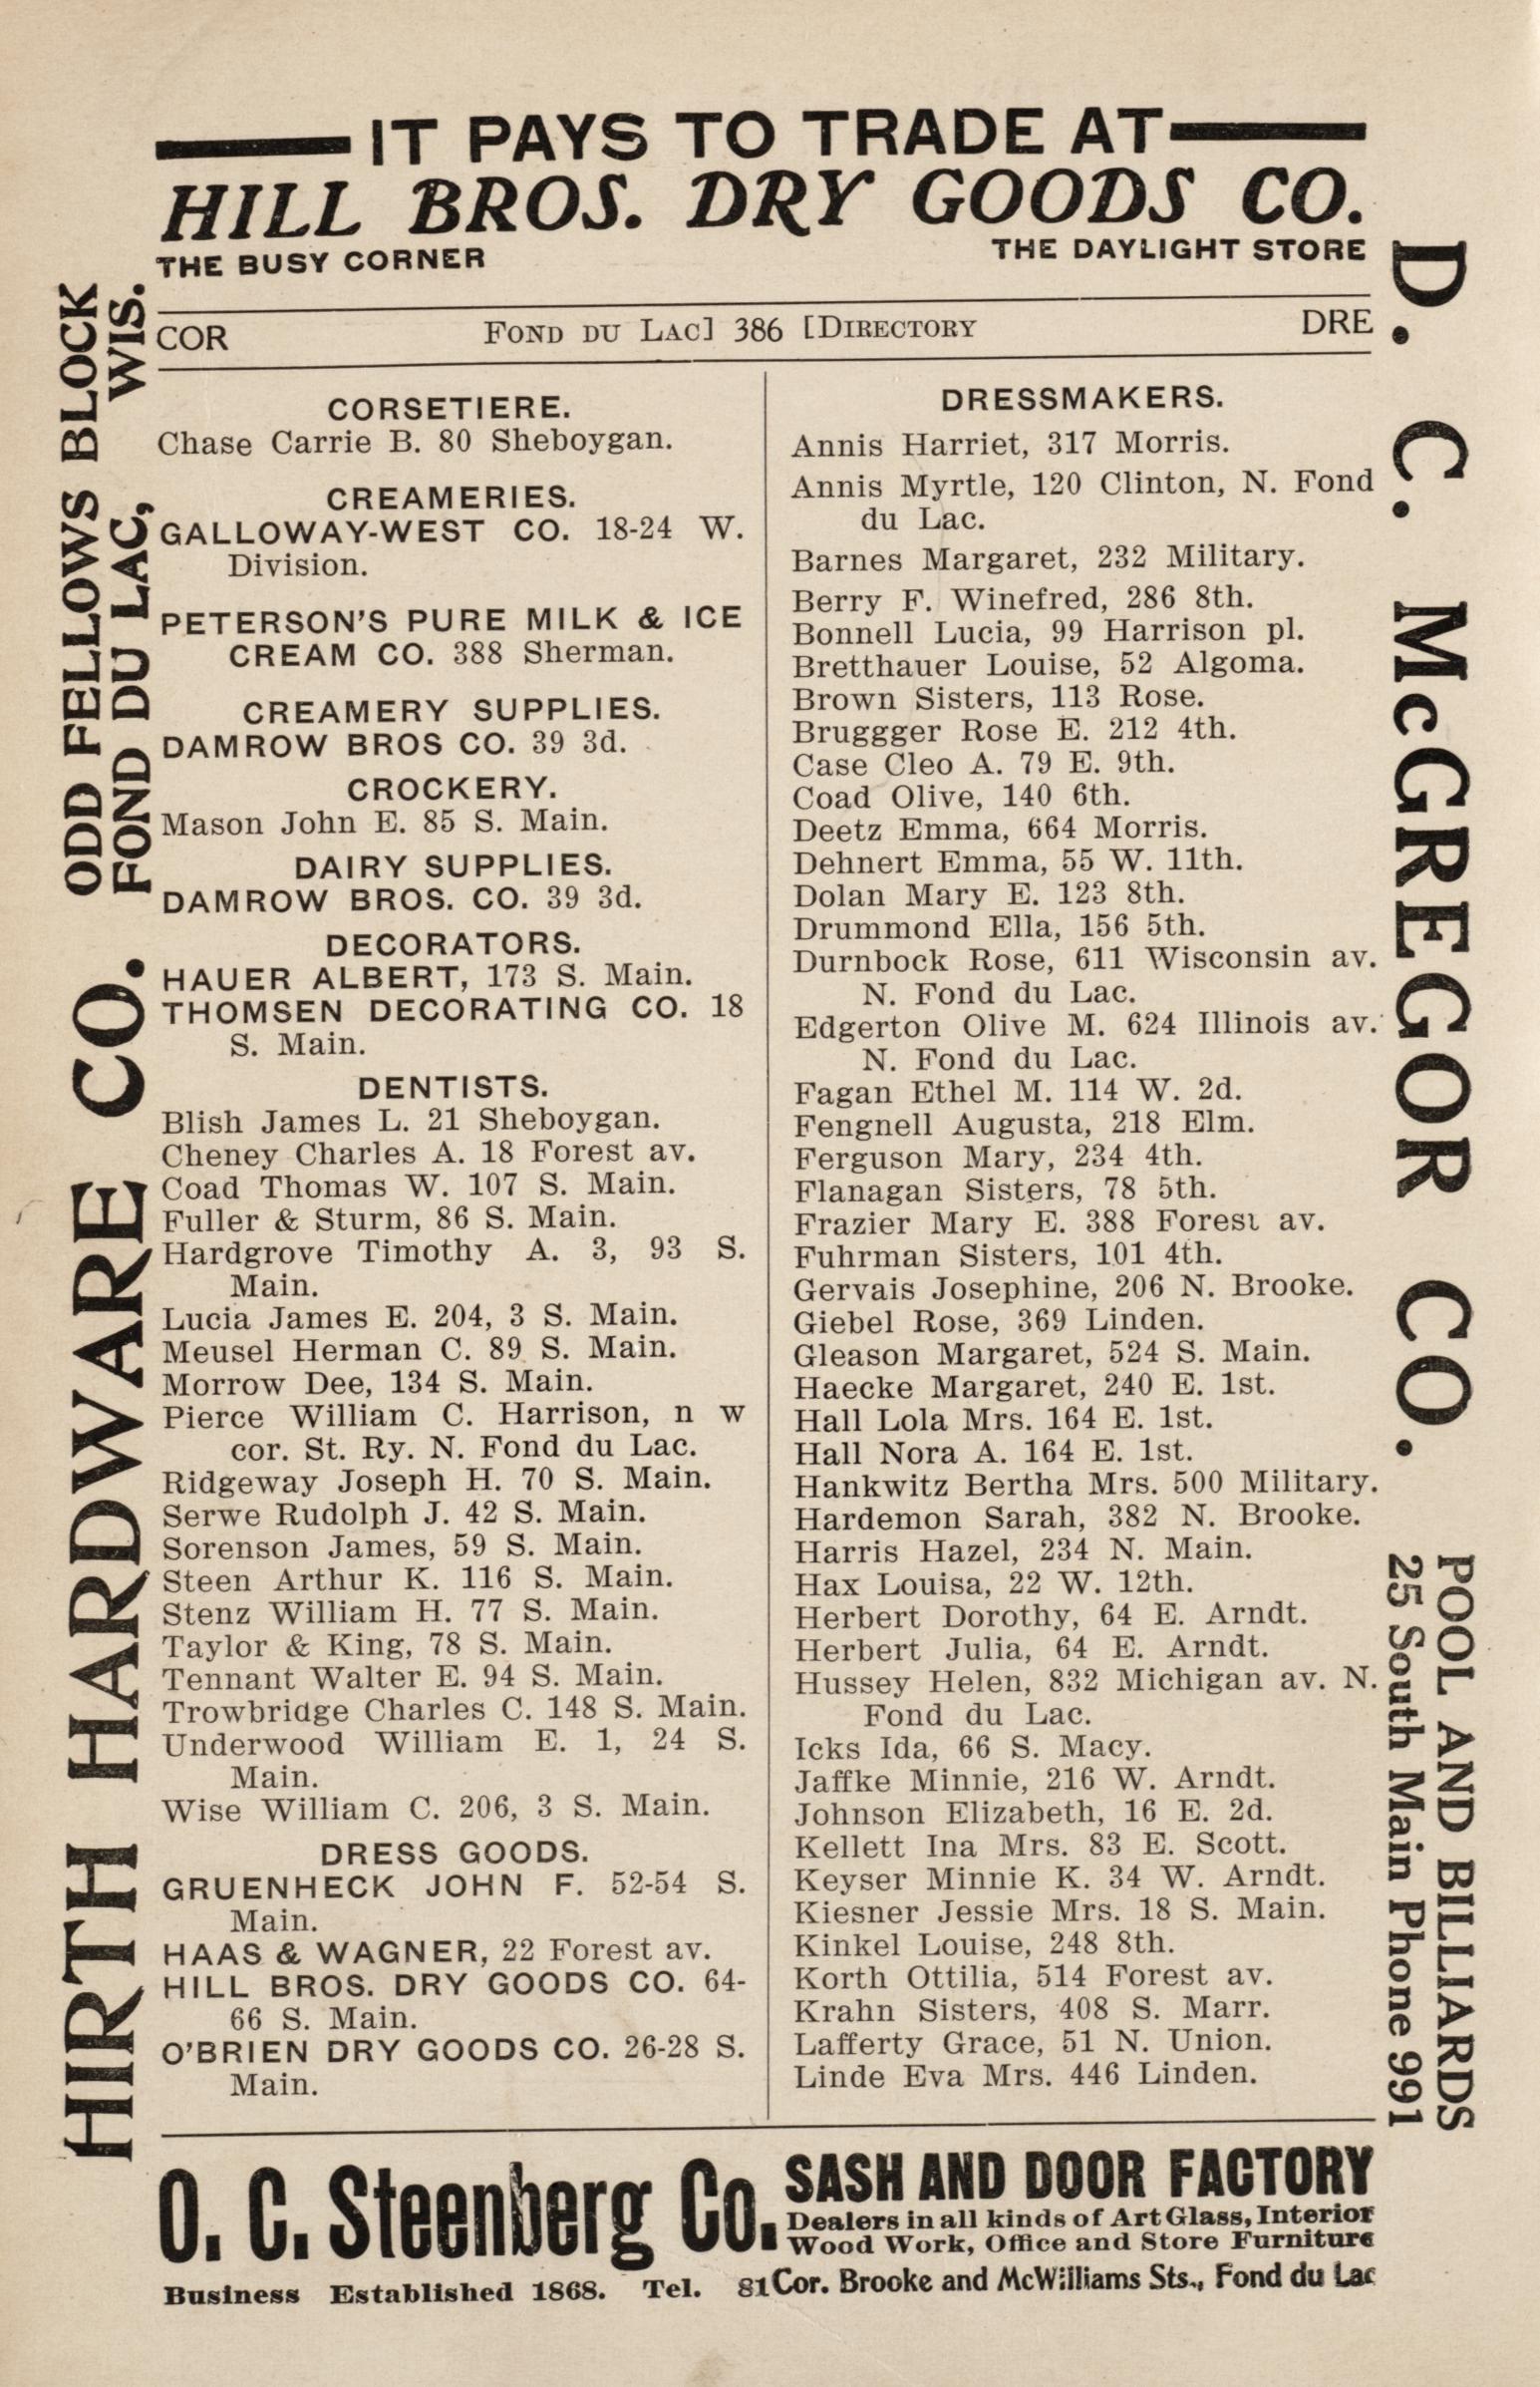 IT PAYS TO TRADE AT
HILL BROS. DRY GOODS CO.
THE BUSY CORNER THE DAYLIGHT STORE
COR FOND DU LAC] 386 [DIRECTORY DRE
CORSETIERE.
Chase Carrie B. 80 Sheboygan.
CREAMERIES.
GALLOWAY-WEST CO. 18-24 W.
Division.
PETERSON'S PURE MILK & ICE
CREAM CO. 388 Sherman.
CREAMERY SUPPLIES.
DAMROW BROS CO. 39 3d.
CROCKERY.
Mason John E. 85 S. Main.
DAIRY SUPPLIES.
DAMROW BROS. CO. 39 3d.
DECORATORS.
HAUER ALBERT, 173 S. Main.
THOMSEN DECORATING CO. 18
S. Main.
DENTISTS.
Blish James L. 21 Sheboygan.
Cheney Charles A. 18 Forest av.
Coad Thomas W. 107 S. Main.
Fuller & Sturm, 86 S. Main.
Hardgrove Timothy A. 3, 93 S.
Main.
Lucia James E. 204, 3 S. Main.
Meusel Herman C. 89 S. Main.
Morrow Dee, 134 S. Main.
Pierce William C. Harrison, n w
cor. St. Ry. N. Fond du Lac.
Ridgeway Joseph H. 70 S. Main.
Serwe Rudolph J. 42 S. Main.
Sorenson James, 59 S. Main.
Steen Arthur K. 116 S. Main.
Stenz William H. 77 S. Main.
Taylor & King, 78 S. Main.
Tennant Walter E. 94 S. Main.
Trowbridge Charles C. 148 S. Main.
Underwood William E. 1, 24 S.
Main.
Wise William C. 206, 3 S. Main.
DRESS GOODS.
GRUENHECK JOHN F. 52-54 S.
Main.
HAAS & WAGNER, 22 Forest av.
HILL BROS. DRY GOODS CO. 64-
66 S. Main.
O'BRIEN DRY GOODS CO. 26-28 S.
Main.
DRESSMAKERS.
Annis Harriet, 317 Morris.
Annis Myrtle, 120 Clinton, N. Fond
du Lac.
Barnes Margaret, 232 Military.
Berry F. Winefred, 286 8th.
Bonnell Lucia, 99 Harrison pl.
Bretthauer Louise, 52 Algoma.
Brown Sisters, 113 Rose.
Bruggger Rose E. 212 4th.
Case Cleo A. 79 E. 9th.
Coad Olive, 140 6th.
Deetz Emma, 664 Morris.
Dehnert Emma, 55 W. 11th.
Dolan Mary E. 123 8th.
Drummond Ella, 156 5th.
Durnbock Rose, 611 Wisconsin av.
N. Fond du Lac.
Edgerton Olive M. 624 Illinois av.
N. Fond du Lac.
Fagan Ethel M. 114 W. 2d.
Fengnell Augusta, 218 Elm.
Ferguson Mary, 234 4th.
Flanagan Sisters, 78 5th.
Frazier Mary E. 388 Forest av.
Fuhrman Sisters, 101 4th.
Gervais Josephine, 206 N. Brooke.
Giebel Rose, 369 Linden.
Gleason Margaret, 524 S. Main.
Haecke Margaret, 240 E. 1st.
Hall Lola Mrs. 164 E. 1st.
Hall Nora A. 164 E. 1st.
Hankwitz Bertha Mrs. 500 Military.
Hardemon Sarah, 382 N. Brooke.
Harris Hazel, 234 N. Main.
Hax Louisa, 22 W. 12th.
Herbert Dorothy, 64 E. Arndt.
Herbert Julia, 64 E. Arndt.
Hussey Helen, 832 Michigan av. N.
Fond du Lac.
Icks Ida, 66 S. Macy.
Jaffke Minnie, 216 W. Arndt.
Johnson Elizabeth, 16 E. 2d.
Kellett Ina Mrs. 83 E. Scott.
Keyser Minnie K. 34 W. Arndt.
Kiesner Jessie Mrs. 18 S. Main.
Kinkel Louise, 248 8th.
Korth Ottilia, 514 Forest av.
Krahn Sisters, 408 S. Marr.
Lafferty Grace, 51 N. Union.
Linde Eva Mrs. 446 Linden.
HIRTH HARDWARE CO.
ODD FELLOWS BLOCK
FOND DU LAC, WIS.
D. C. McGREGOR CO.
POOL AND BILLIARDS
25 South Main Phone 991
O. C. Steenberg Co.
Business Established 1868. Tel. 81
SASH AND DOOR FACTORY
Dealers in all kinds of Art Glass, Interior
Wood Work, Office and Store Furniture
Cor. Brooke and McWilliams Sts., Fond du Lac